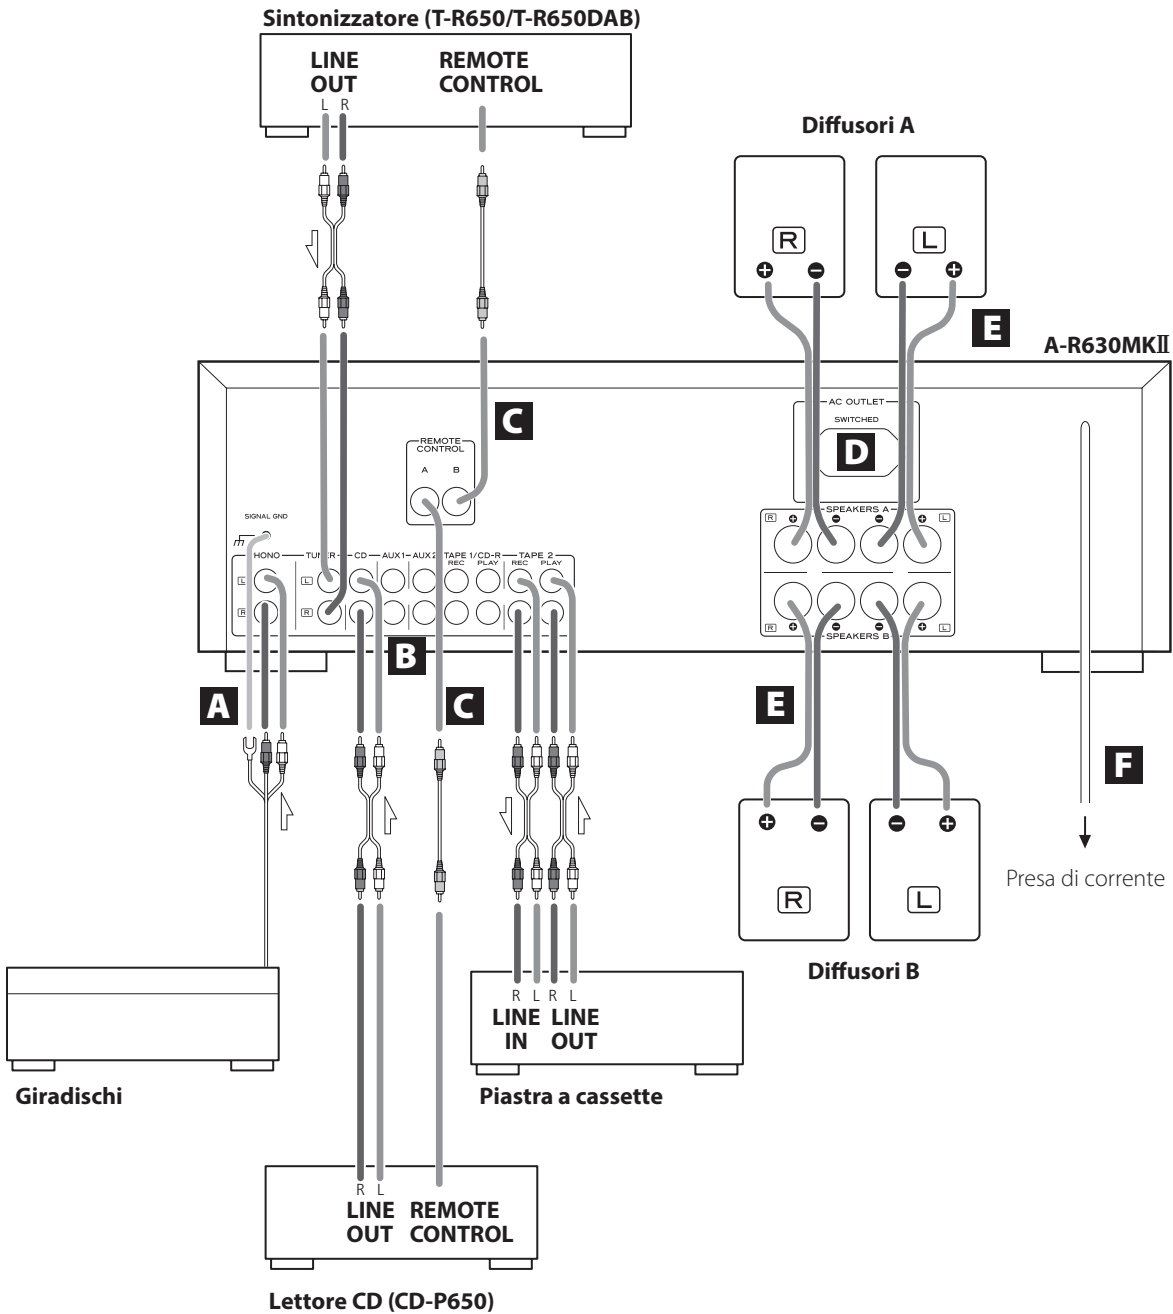 Sintonizzatore (T-R650/T-R650DAB)
LINE OUT
REMOTE CONTROL
L R
Diffusori A
R
L
E
A-R630MKⅡ
AC OUTLET
SWITCHED
D
C
REMOTE CONTROL
A B
SIGNAL GND
SPEAKERS A
R L
HONO TUNER CD AUX1 AUX2 TAPE 1/CD-R TAPE 2
REC PLAY REC PLAY
L L
R R
R L
SPEAKERS B
B
A
C
E
F
Presa di corrente
R
L
Diffusori B
R L R L
LINE IN
LINE OUT
Giradischi
Piastra a cassette
R L
LINE OUT
REMOTE CONTROL
Lettore CD (CD-P650)